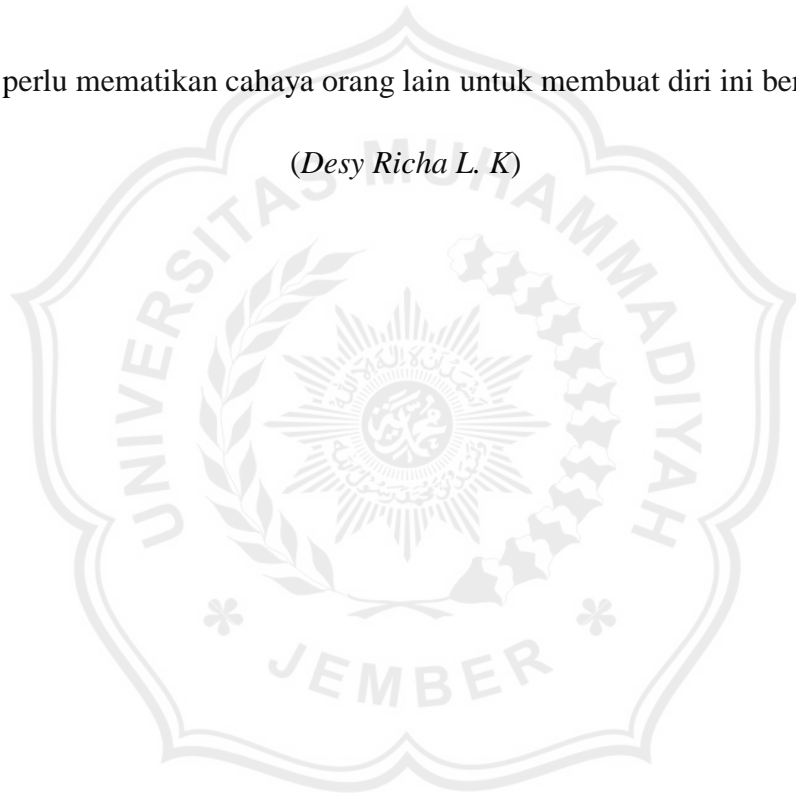 perlu mematikan cahaya orang lain untuk membuat diri ini ber
(Desy Richa L. K)
UNIVERSITAS MUHAMMADIYAH
JEMBER